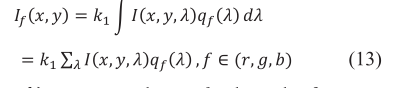 I_f(x, y) = k_1 ∫ I(x, y, λ)q_f(λ) dλ
= k_1 ∑_λ I(x, y, λ)q_f(λ) , f ∈ (r, g, b) (13)